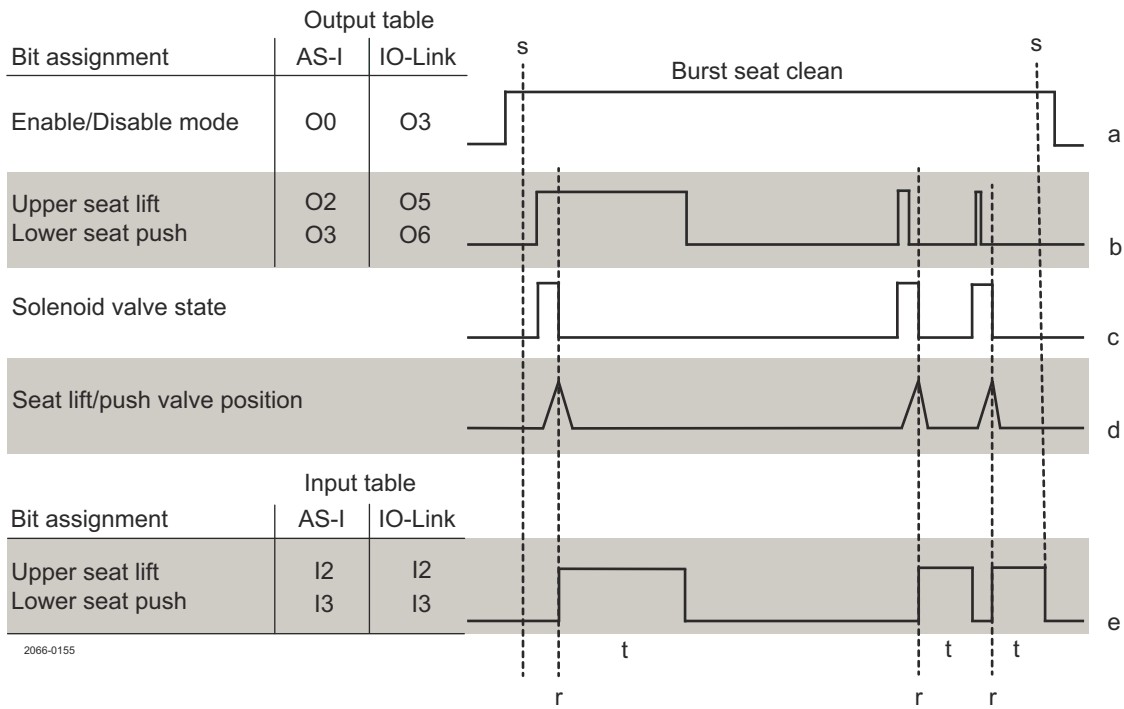 Output table
Bit assignment AS-I IO-Link
s s
Burst seat clean
Enable/Disable mode O0 O3
a
Upper seat lift O2 O5
Lower seat push O3 O6
b
Solenoid valve state
c
Seat lift/push valve position
d
Input table
Bit assignment AS-I IO-Link
Upper seat lift I2 I2
Lower seat push I3 I3
e
2066-0155
t t t
r r r